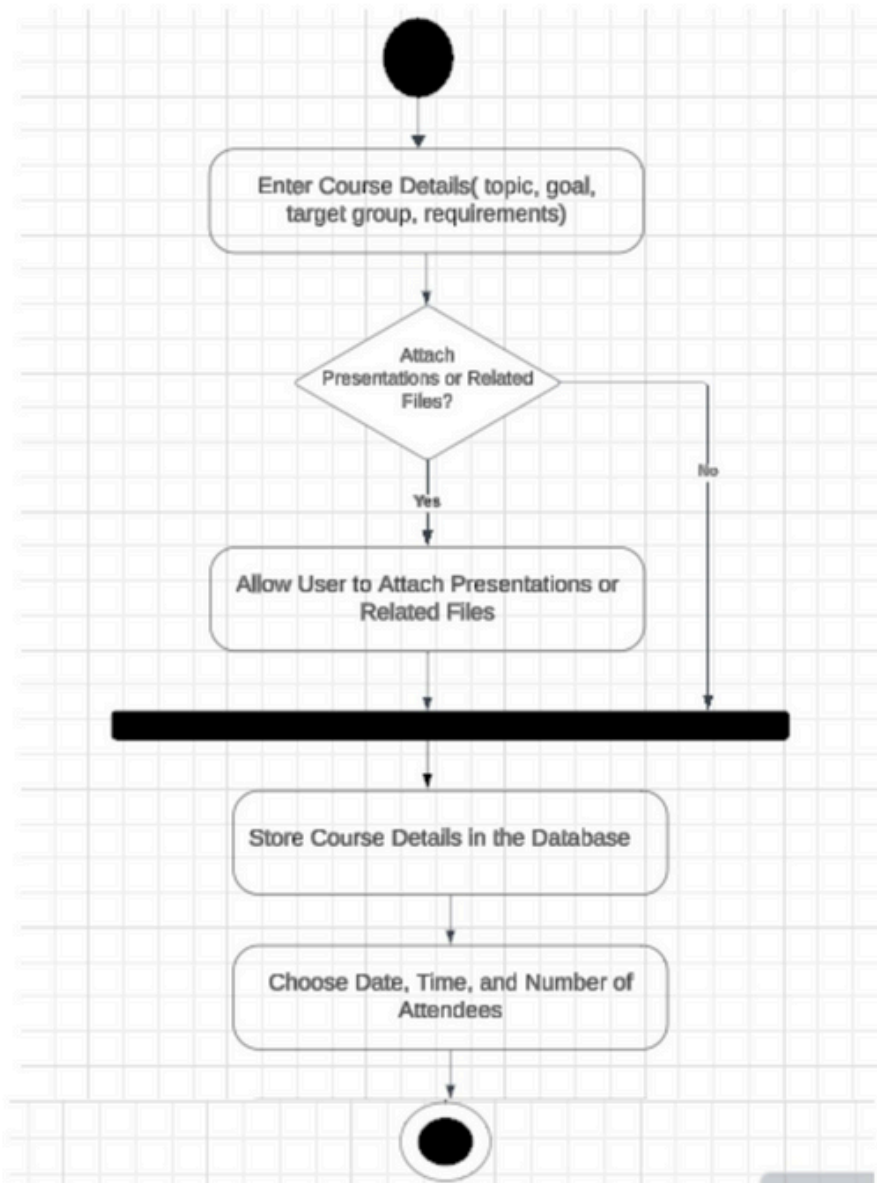 Enter Course Details( topic, goal,
target group, requirements)
Attach
Presentations or Related
Files?
No
Yes
Allow User to Attach Presentations or
Related Files
Store Course Details in the Database
Choose Date, Time, and Number of
Attendees